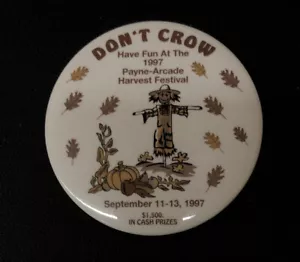 DON'T CROW
Have Fun At The
1997
Payne-Arcade
Harvest Festival
September 11-13, 1997
$1,500.
IN CASH PRIZES